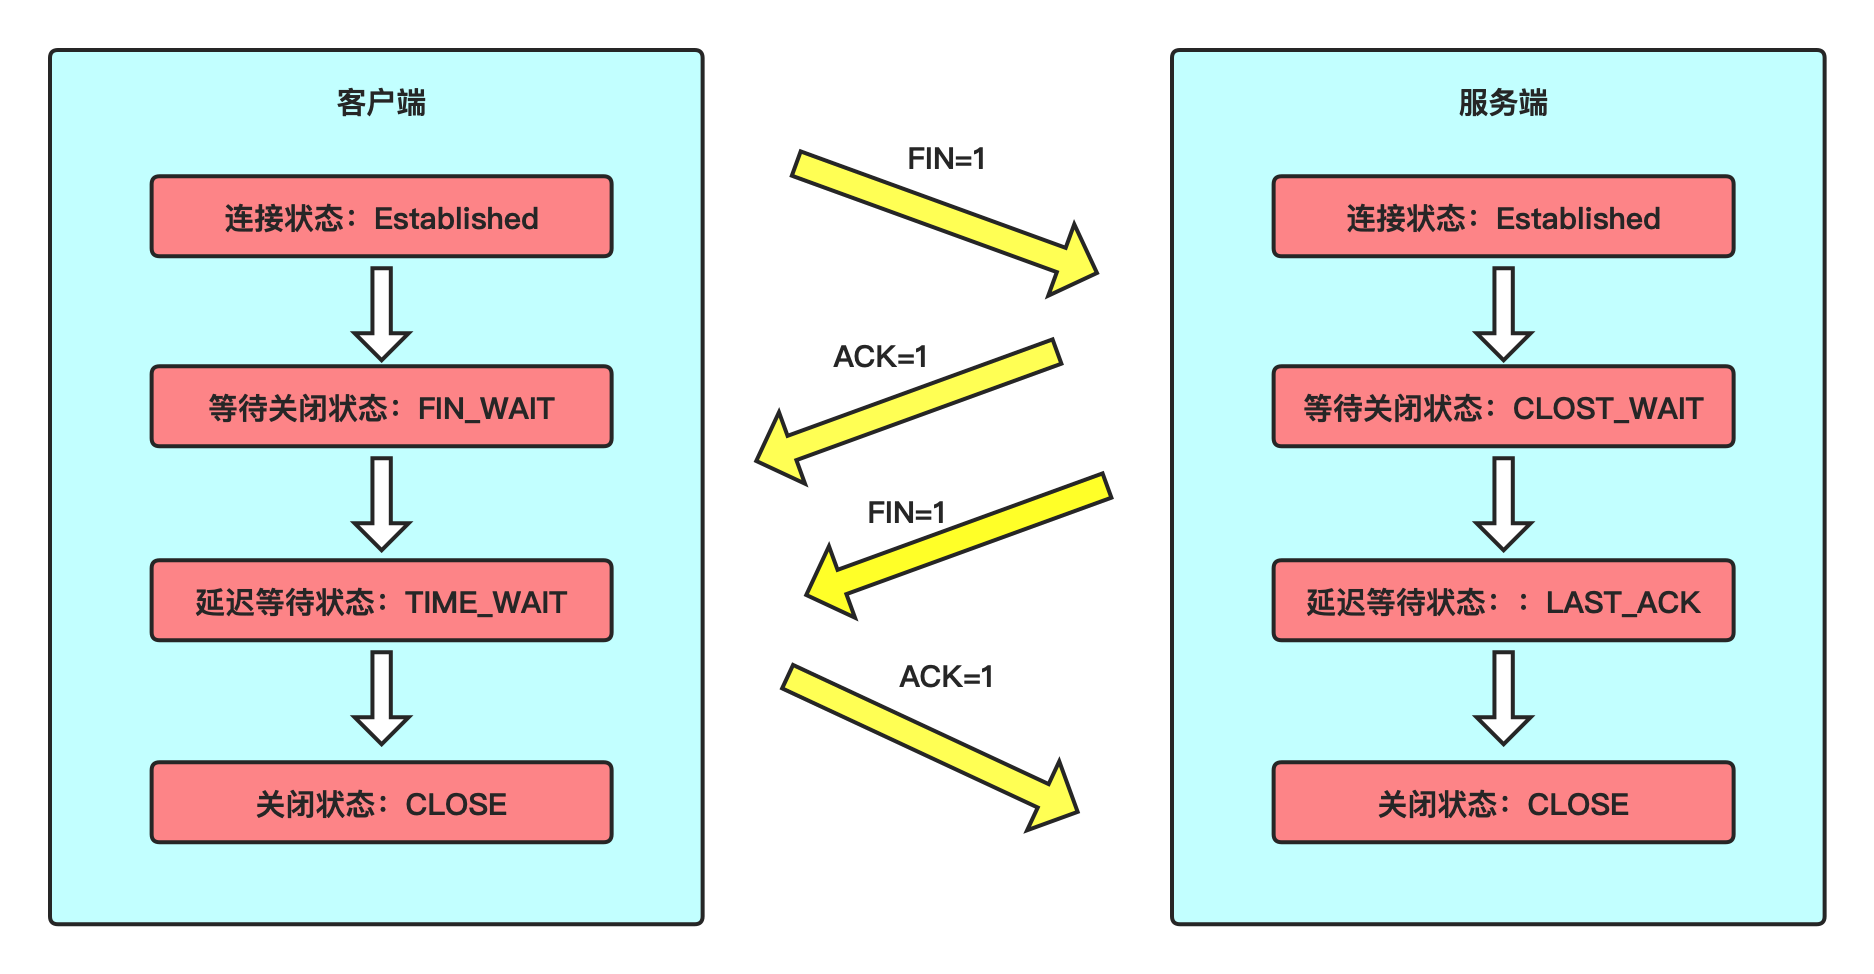 客户端
连接状态：Established
等待关闭状态：FIN_WAIT
延迟等待状态：TIME_WAIT
关闭状态：CLOSE
FIN=1
ACK=1
FIN=1
ACK=1
服务端
连接状态：Established
等待关闭状态：CLOST_WAIT
延迟等待状态：：LAST_ACK
关闭状态：CLOSE